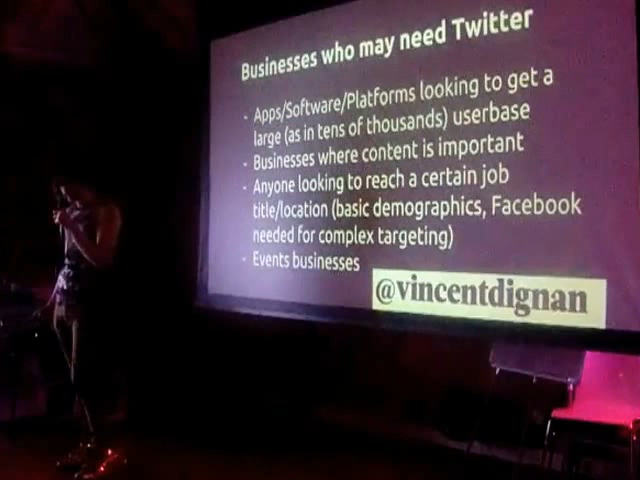 Businesses who may need Twitter
- Apps/Software/Platforms looking to get a
large (as in tens of thousands) userbase
- Businesses where content is important
- Anyone looking to reach a certain job
title/location (basic demographics, Facebook
needed for complex targeting)
- Events businesses
@vincentdignan